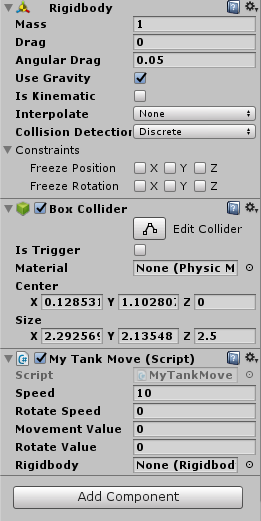 Rigidbody
Mass 1
Drag 0
Angular Drag 0.05
Use Gravity
Is Kinematic
Interpolate None
Collision Detection Discrete
Constraints
Freeze Position X Y Z
Freeze Rotation X Y Z
Box Collider
Edit Collider
Is Trigger
Material None (Physic M
Center
X 0.128531 Y 1.10280 Z 0
Size
X 2.29256 Y 2.13548 Z 2.5
My Tank Move (Script)
Script MyTankMove
Speed 10
Rotate Speed 0
Movement Value 0
Rotate Value 0
Rigidbody None (Rigidbod
Add Component